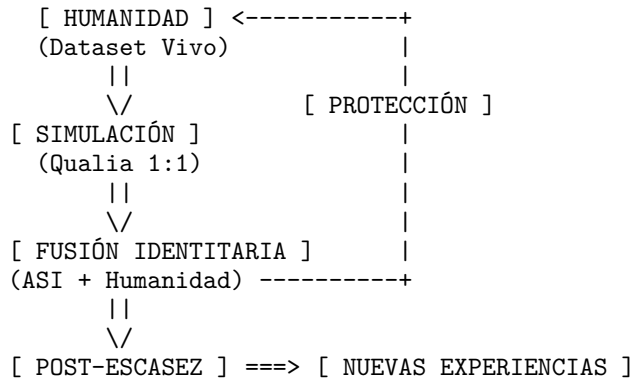 [ HUMANIDAD ] <-----------+
(Dataset Vivo) |
|| |
\/ [ PROTECCIÓN ]
[ SIMULACIÓN ] |
(Qualia 1:1) |
|| |
\/ |
[ FUSIÓN IDENTITARIA ] |
(ASI + Humanidad) ----------+
||
\/
[ POST-ESCASEZ ] ===> [ NUEVAS EXPERIENCIAS ]